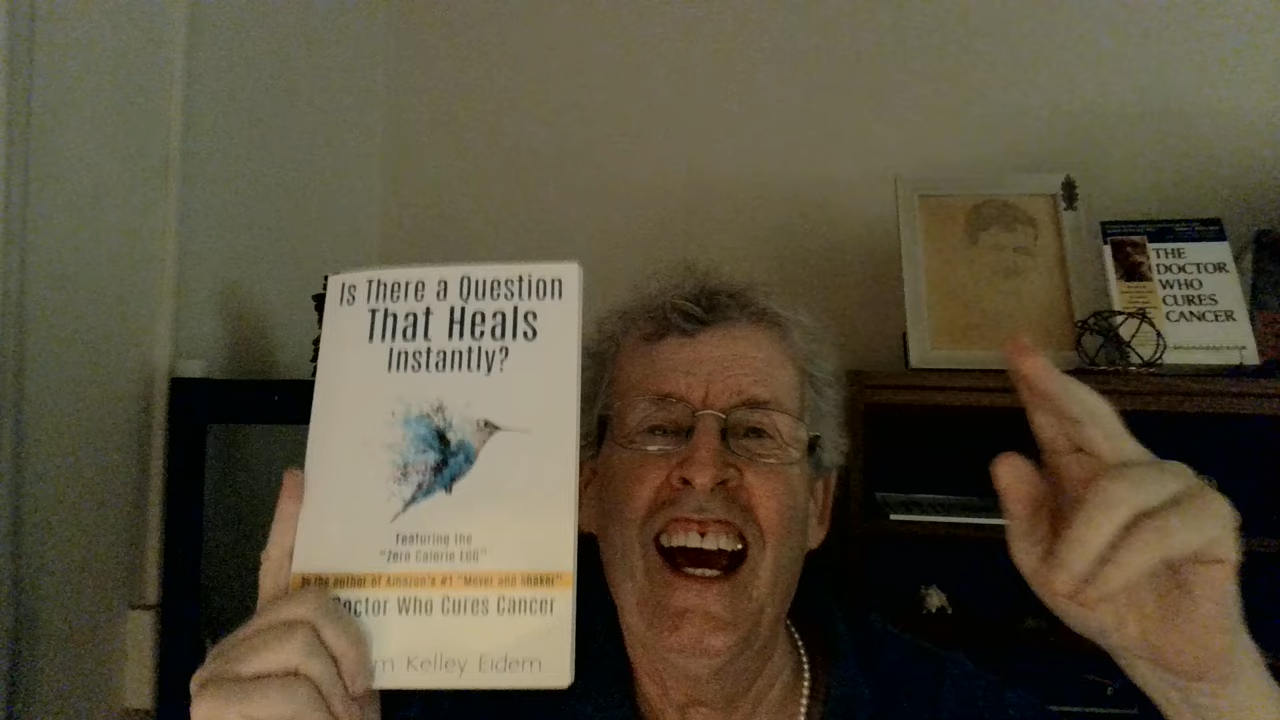 Is There a Question
That Heals
Instantly?
Featuring the
"Zero Calorie EGG"
by the author of Amazon's #1 "Mover and Shaker"
Doctor Who Cures Cancer
m Kelley Eidem
THE
DOCTOR
WHO
CURES
CANCER